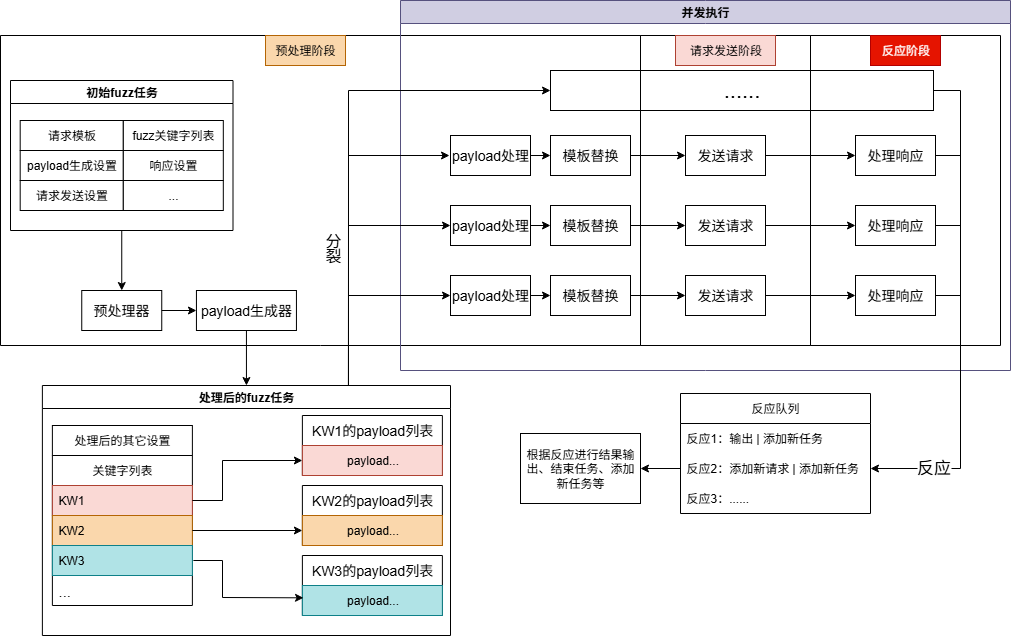 并发执行
预处理阶段
请求发送阶段
反应阶段
初始fuzz任务
请求模板
fuzz关键字列表
payload生成设置
响应设置
请求发送设置
...
预处理器
payload生成器
分裂
......
payload处理
模板替换
发送请求
处理响应
payload处理
模板替换
发送请求
处理响应
payload处理
模板替换
发送请求
处理响应
处理后的fuzz任务
处理后的其它设置
关键字列表
KW1
KW2
KW3
...
KW1的payload列表
payload...
KW2的payload列表
payload...
KW3的payload列表
payload...
根据反应进行结果输
出、结束任务、添加
新任务等
反应队列
反应1：输出 | 添加新任务
反应2：添加新请求 | 添加新任务
反应3：......
反应